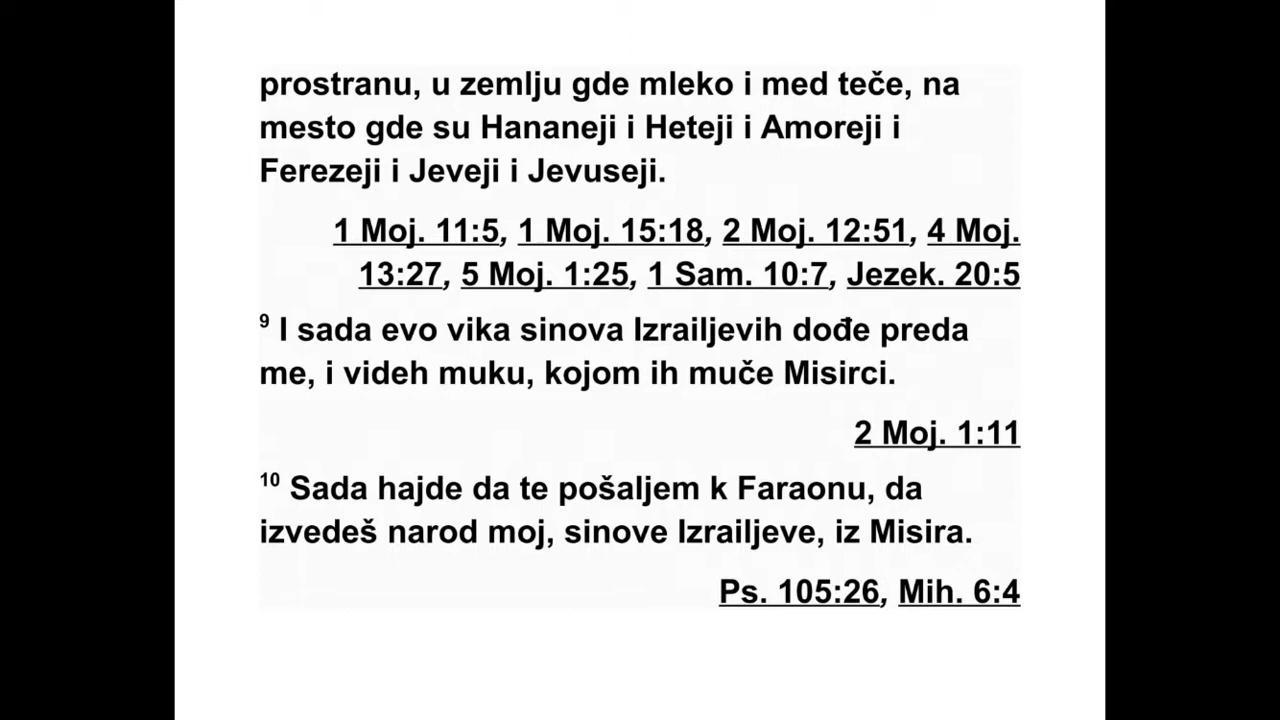 prostranu, u zemlju gde mleko i med teče, na
mesto gde su Hananeji i Heteji i Amoreji i
Ferezeji i Jeveji i Jevuseji.
1 Moj. 11:5, 1 Moj. 15:18, 2 Moj. 12:51, 4 Moj.
13:27, 5 Moj. 1:25, 1 Sam. 10:7, Jezek. 20:5
9 I sada evo vika sinova Izrailjevih dođe preda
me, i videh muku, kojom ih muče Misirci.
2 Moj. 1:11
10 Sada hajde da te pošaljem k Faraonu, da
izvedeš narod moj, sinove Izrailjeve, iz Misira.
Ps. 105:26, Mih. 6:4